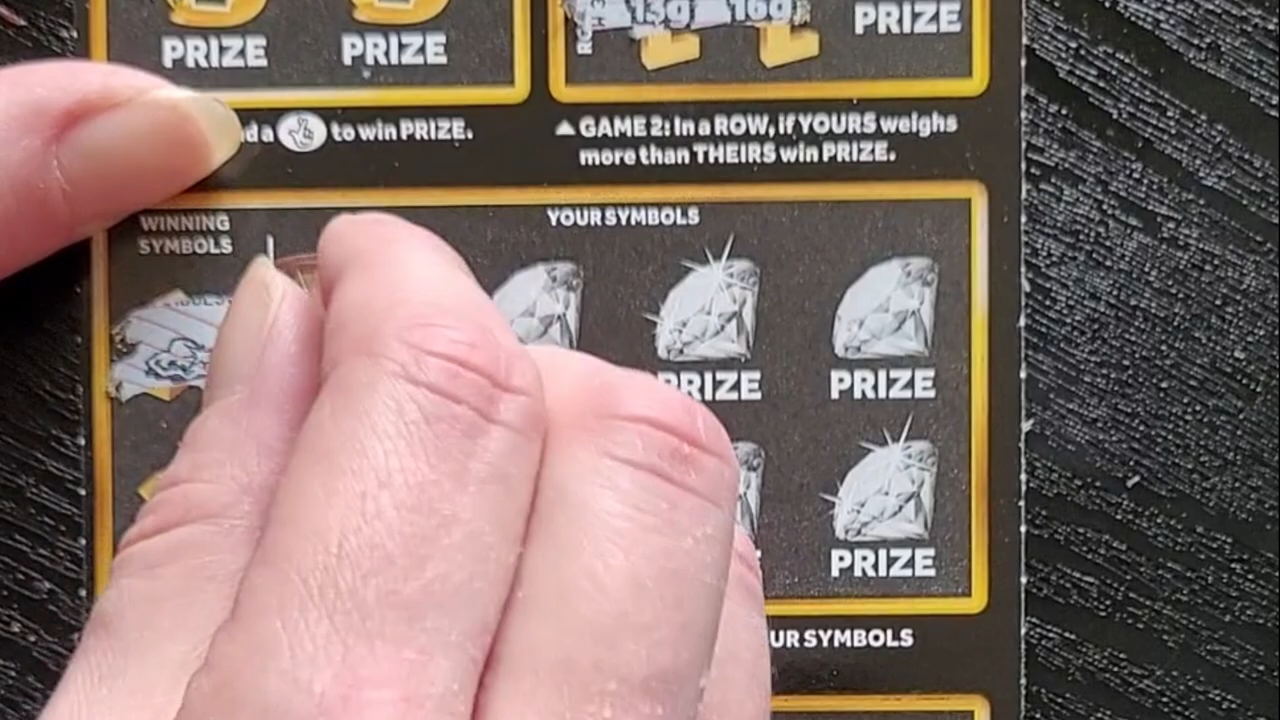 PRIZE PRIZE
13g 16g
PRIZE
d a to win PRIZE.
GAME 2: In a ROW, if YOURS weighs
more than THEIRS win PRIZE.
WINNING
SYMBOLS
YOUR SYMBOLS
PRIZE PRIZE
PRIZE
UR SYMBOLS